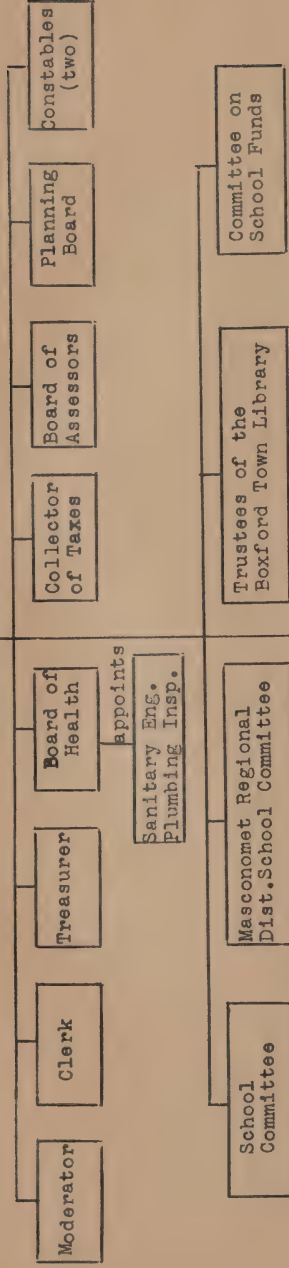 Moderator
Clerk
Treasurer
Board of
Health
appoints
Sanitary Eng.
Plumbing Insp.
Collector
of Taxes
Board of
Assessors
Planning
Board
Constables
(two)
School
Committee
Masconomet Regional
Dist.School Committee
Trustees of the
Boxford Town Library
Committee on
School Funds